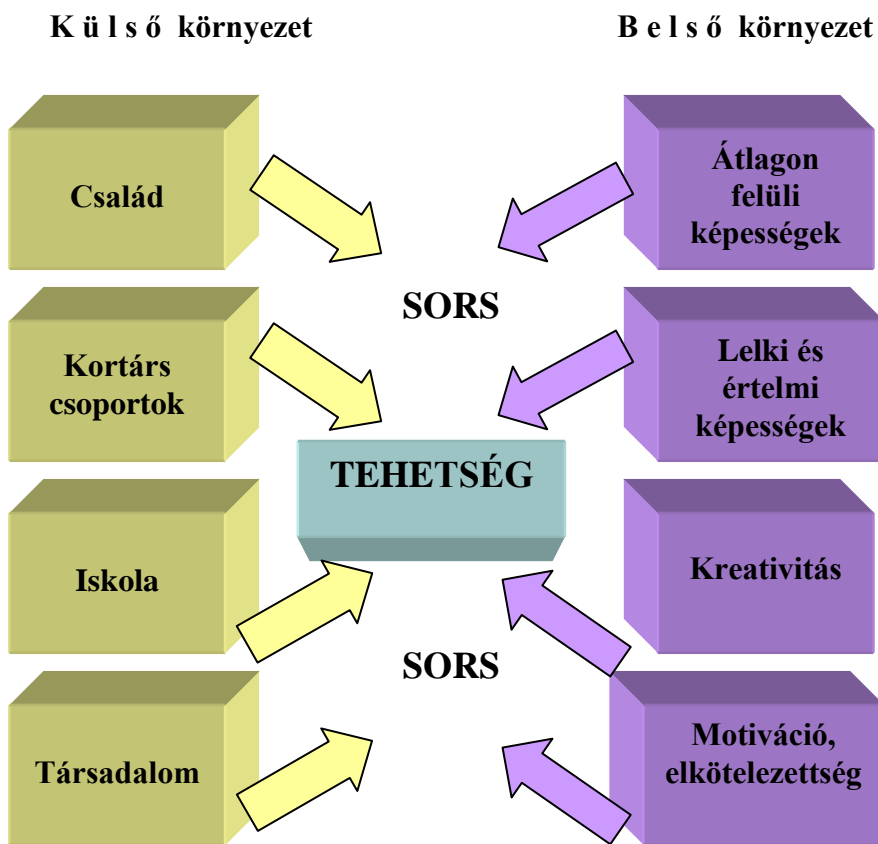 K ü l s ő  környezet
B e l s ő  környezet
Család
Átlagon
felüli
képességek
SORS
Kortárs
csoportok
Lelki és
értelmi
képességek
TEHETSÉG
Iskola
Kreativitás
SORS
Társadalom
Motiváció,
elkötelezettség